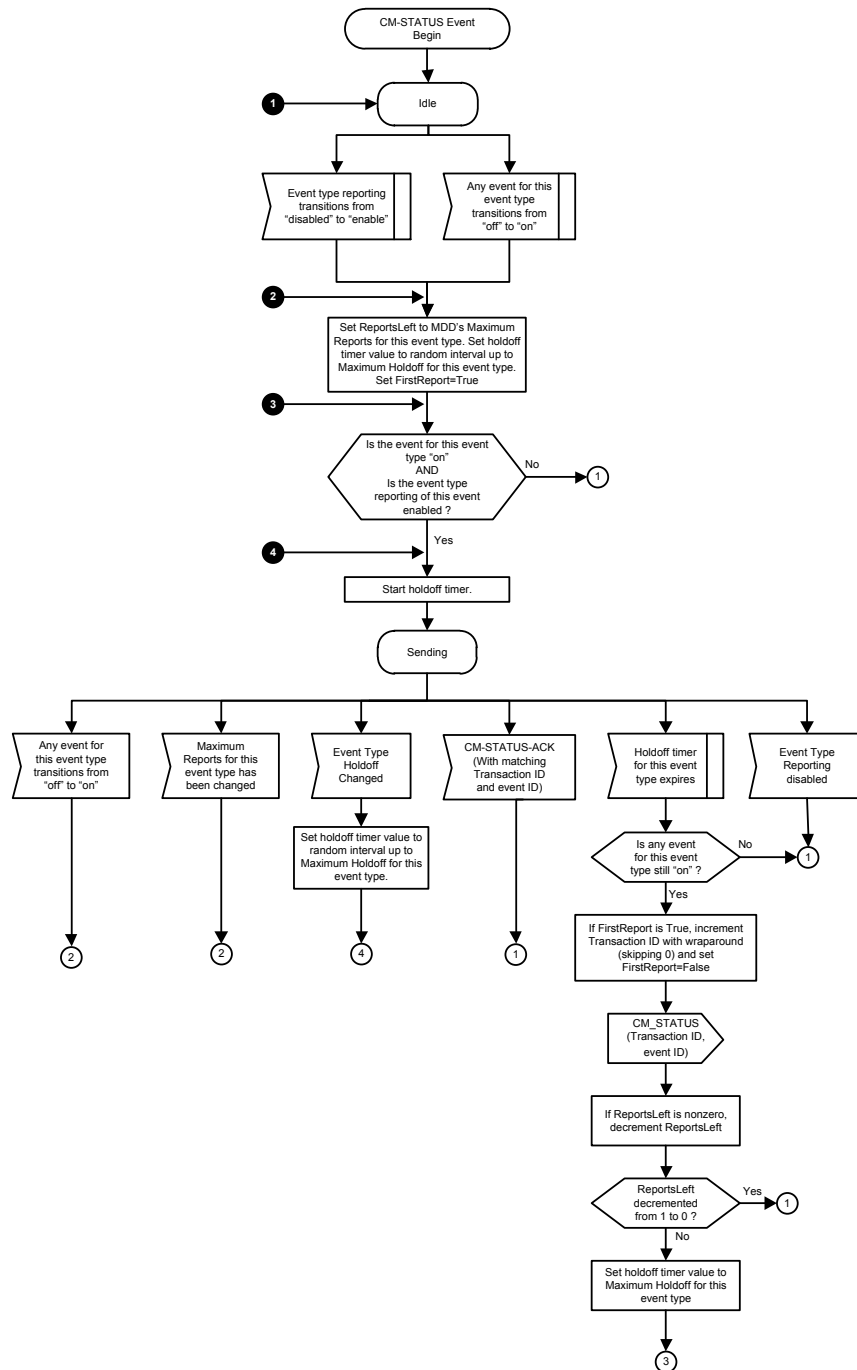 CM-STATUS Event
Begin
1
Idle
Event type reporting
transitions from
“disabled” to “enable”
Any event for this
event type
transitions from
“off” to “on”
2
Set ReportsLeft to MDD’s Maximum
Reports for this event type. Set holdoff
timer value to random interval up to
Maximum Holdoff for this event type.
Set FirstReport=True
3
Is the event for this event
type “on”
AND
Is the event type
reporting of this event
enabled ?
No
1
Yes
4
Start holdoff timer.
Sending
Any event for
this event type
transitions from
“off” to “on”
2
Maximum
Reports for this
event type has
been changed
2
Event Type
Holdoff
Changed
Set holdoff timer value to
random interval up to
Maximum Holdoff for this
event type.
4
CM-STATUS-ACK
(With matching
Transaction ID
and event ID)
1
Holdoff timer
for this event
type expires
Event Type
Reporting
disabled
Is any event
for this event
type still “on” ?
No
1
Yes
If FirstReport is True, increment
Transaction ID with wraparound
(skipping 0) and set
FirstReport=False
CM_STATUS
(Transaction ID,
event ID)
If ReportsLeft is nonzero,
decrement ReportsLeft
ReportsLeft
decremented
from 1 to 0 ?
Yes
1
No
Set holdoff timer value to
Maximum Holdoff for this
event type
3